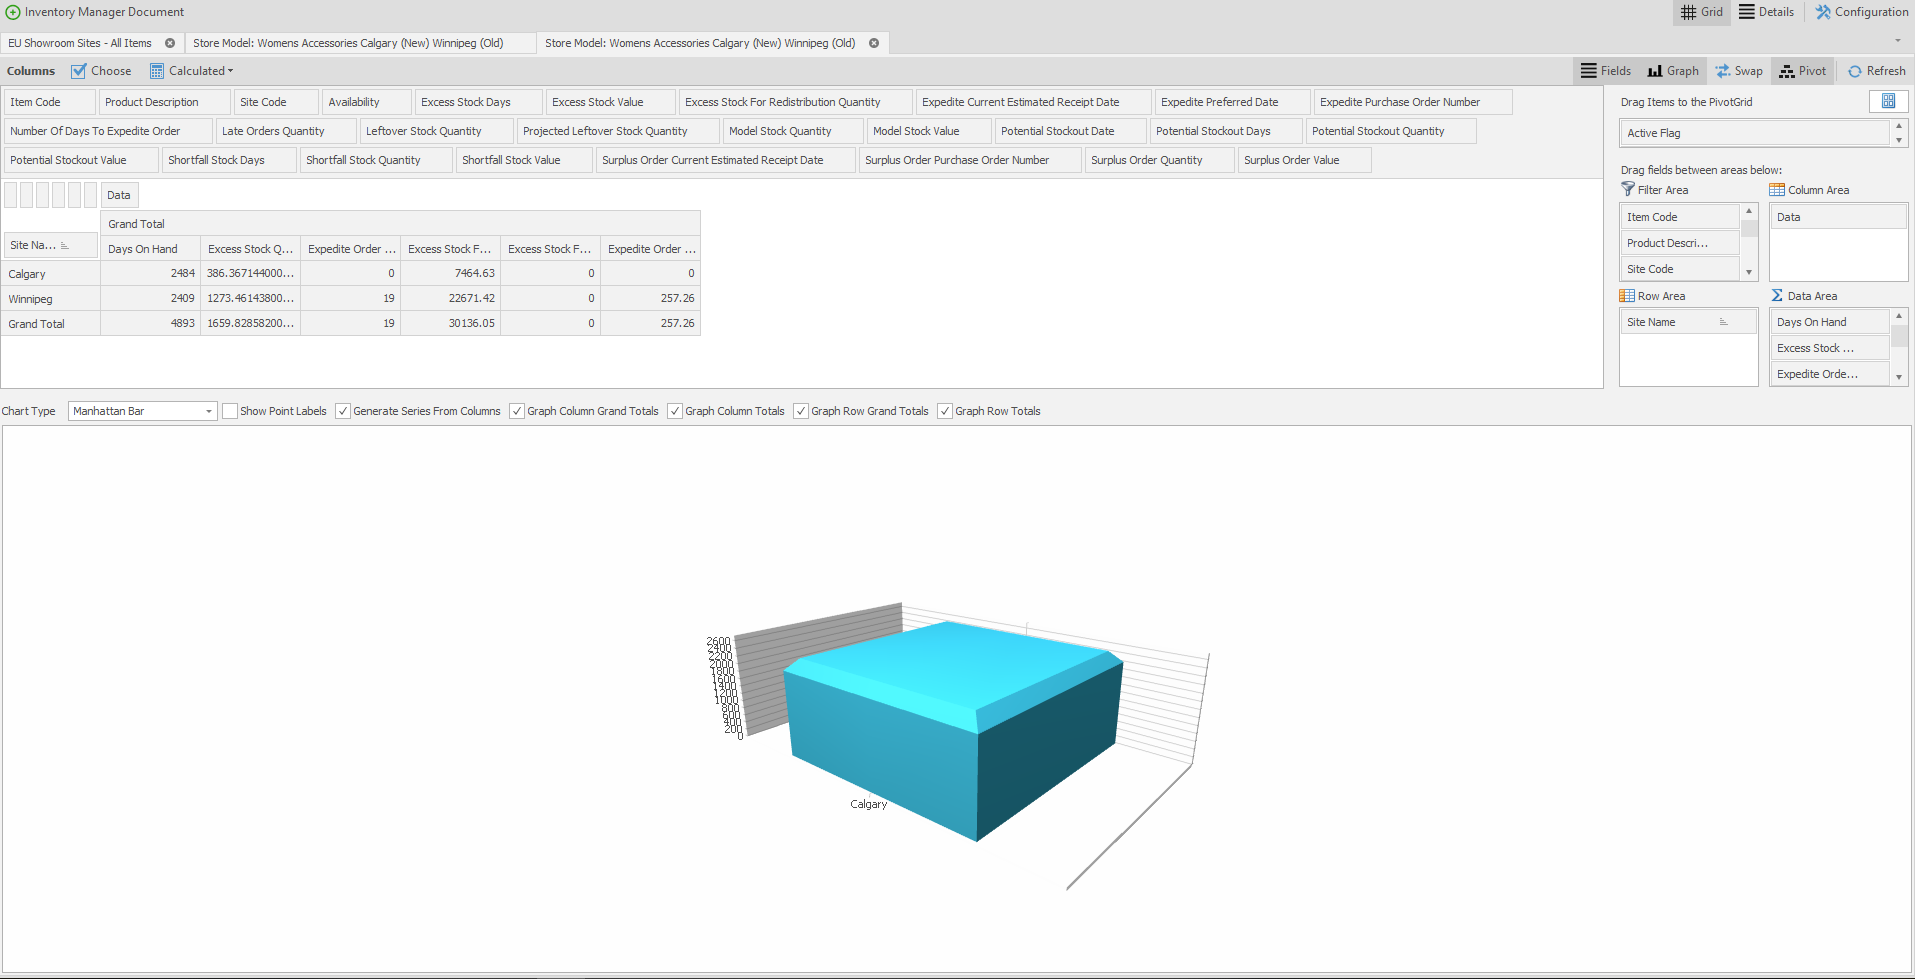 Inventory Manager Document
Grid Details Configuration
EU Showroom Sites - All Items Store Model: Womens Accessories Calgary (New) Winnipeg (Old) Store Model: Womens Accessories Calgary (New) Winnipeg (Old)
Columns Choose Calculated Fields Graph Swap Pivot Refresh
Item Code Product Description Site Code Availability Excess Stock Days Excess Stock Value Excess Stock For Redistribution Quantity Expedite Current Estimated Receipt Date Expedite Preferred Date Expedite Purchase Order Number
Number Of Days To Expedite Order Late Orders Quantity Leftover Stock Quantity Projected Leftover Stock Quantity Model Stock Quantity Model Stock Value Potential Stockout Date Potential Stockout Days Potential Stockout Quantity
Potential Stockout Value Shortfall Stock Days Shortfall Stock Quantity Shortfall Stock Value Surplus Order Current Estimated Receipt Date Surplus Order Purchase Order Number Surplus Order Quantity Surplus Order Value
Data
Grand Total
Site Na... Days On Hand Excess Stock Q... Expedite Order ... Excess Stock F... Excess Stock F... Expedite Order ...
Calgary 2484 386.367144000... 0 7464.63 0 0
Winnipeg 2409 1273.46143800... 19 22671.42 0 257.26
Grand Total 4893 1659.82858200... 19 30136.05 0 257.26
Drag Items to the PivotGrid
Active Flag
Drag fields between areas below:
Filter Area Column Area
Item Code Data
Product Descri...
Site Code
Row Area Data Area
Site Name Days On Hand
Excess Stock ...
Expedite Orde...
Chart Type Manhattan Bar Show Point Labels Generate Series From Columns Graph Column Grand Totals Graph Column Totals Graph Row Grand Totals Graph Row Totals
2600
2400
2200
2000
1800
1600
1400
1200
1000
800
600
400
200
0
Calgary